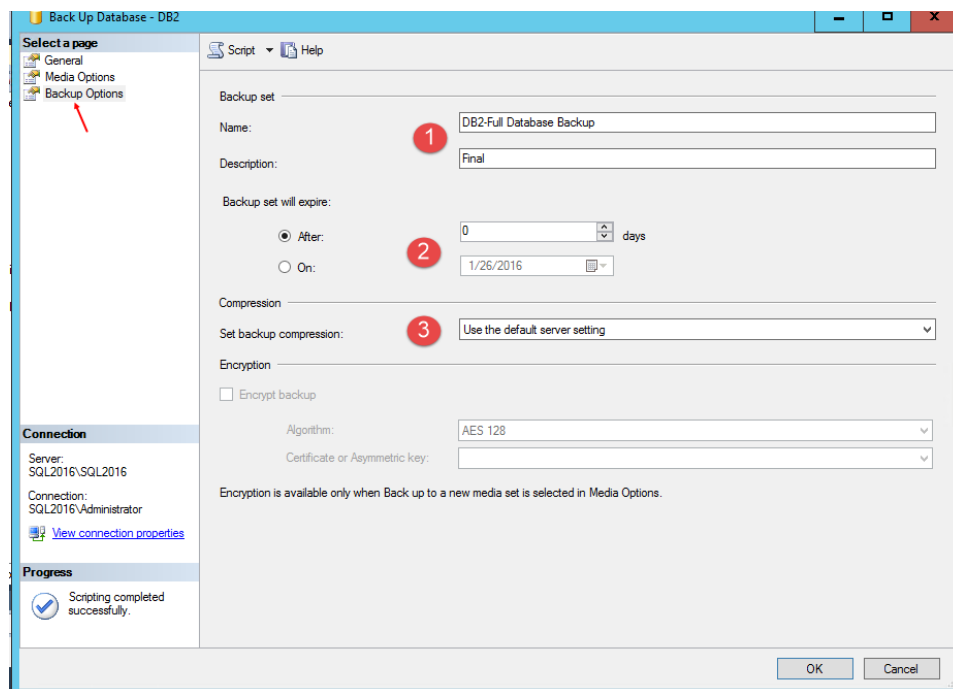 Back Up Database - DB2
Select a page
General
Media Options
Backup Options
Script
Help
Backup set
Name:
DB2-Full Database Backup
1
Description:
Final
Backup set will expire:
After:
0
days
2
On:
1/26/2016
Compression
Set backup compression:
3
Use the default server setting
Encryption
Encrypt backup
Algorithm:
AES 128
Certificate or Asymmetric key:
Encryption is available only when Back up to a new media set is selected in Media Options.
Connection
Server:
SQL2016\SQL2016
Connection:
SQL2016\Administrator
View connection properties
Progress
Scripting completed
successfully.
OK
Cancel